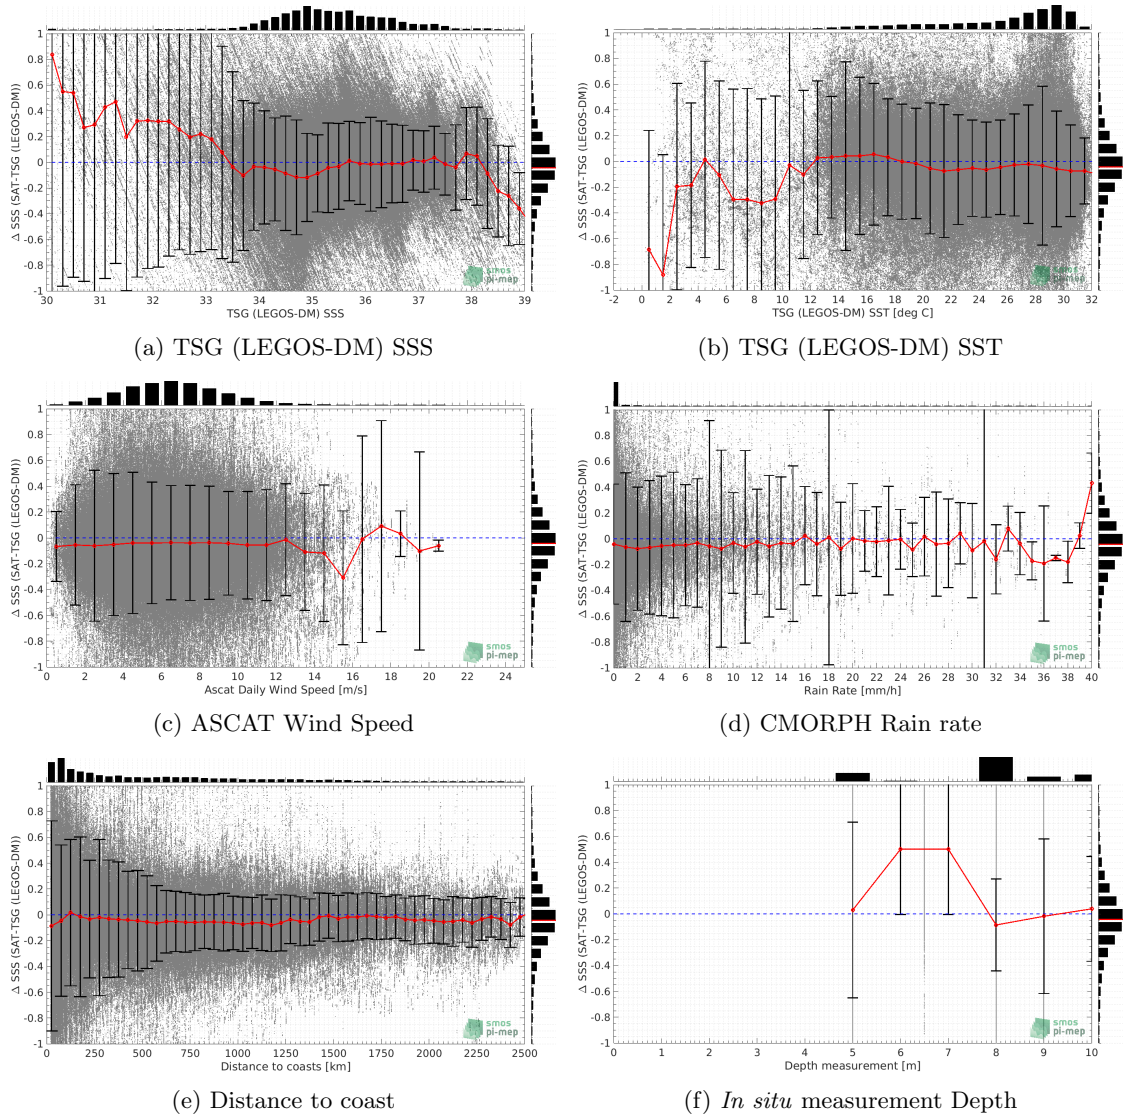 Δ SSS (SAT-TSG (LEGOS-DM))
1
0.8
0.6
0.4
0.2
0
-0.2
-0.4
-0.6
-0.8
-1
30 31 32 33 34 35 36 37 38 39
TSG (LEGOS-DM) SSS
smos
pi-mep
(a) TSG (LEGOS-DM) SSS
Δ SSS (SAT-TSG (LEGOS-DM))
1
0.8
0.6
0.4
0.2
0
-0.2
-0.4
-0.6
-0.8
-1
-2 0 2 4 6 8 10 12 14 16 18 20 22 24 26 28 30 32
TSG (LEGOS-DM) SST [deg C]
smos
pi-mep
(b) TSG (LEGOS-DM) SST
Δ SSS (SAT-TSG (LEGOS-DM))
1
0.8
0.6
0.4
0.2
0
-0.2
-0.4
-0.6
-0.8
-1
0 2 4 6 8 10 12 14 16 18 20 22 24
Ascat Daily Wind Speed [m/s]
smos
pi-mep
(c) ASCAT Wind Speed
Δ SSS (SAT-TSG (LEGOS-DM))
1
0.8
0.6
0.4
0.2
0
-0.2
-0.4
-0.6
-0.8
-1
0 2 4 6 8 10 12 14 16 18 20 22 24 26 28 30 32 34 36 38 40
Rain Rate [mm/h]
smos
pi-mep
(d) CMORPH Rain rate
Δ SSS (SAT-TSG (LEGOS-DM))
1
0.8
0.6
0.4
0.2
0
-0.2
-0.4
-0.6
-0.8
-1
0 250 500 750 1000 1250 1500 1750 2000 2250 2500
Distance to coasts [km]
smos
pi-mep
(e) Distance to coast
Δ SSS (SAT-TSG (LEGOS-DM))
1
0.8
0.6
0.4
0.2
0
-0.2
-0.4
-0.6
-0.8
-1
0 1 2 3 4 5 6 7 8 9 10
Depth measurement [m]
smos
pi-mep
(f) In situ measurement Depth